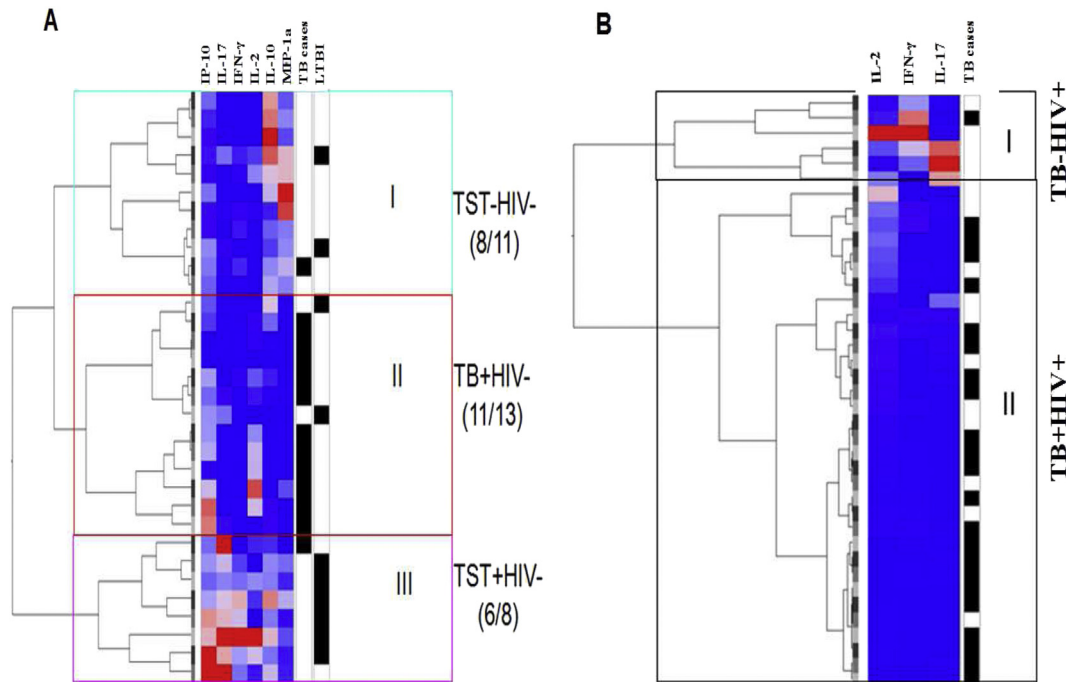 A
IP-10
IL-17
IFN-γ
IL-2
IL-10
MIP-1a
TB cases
LTBI
I
TST-HIV-
(8/11)
II
TB+HIV-
(11/13)
III
TST+HIV-
(6/8)
B
IL-2
IFN-γ
IL-17
TB cases
I
TB-HIV+
II
TB+HIV+